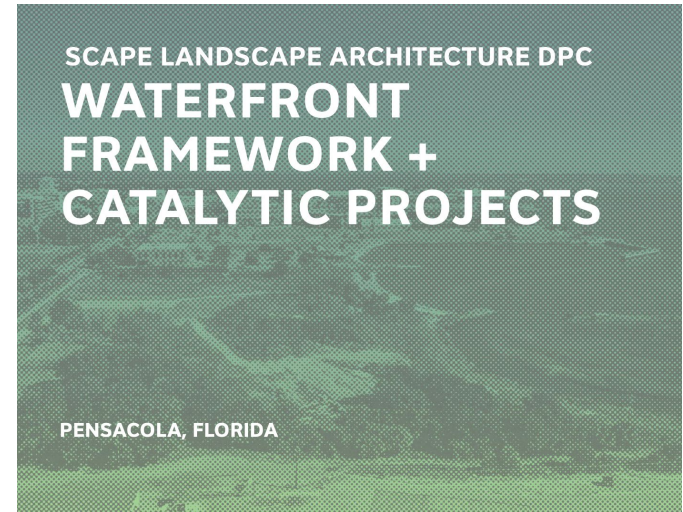 SCAPE LANDSCAPE ARCHITECTURE DPC
WATERFRONT
FRAMEWORK +
CATALYTIC PROJECTS
PENSACOLA, FLORIDA